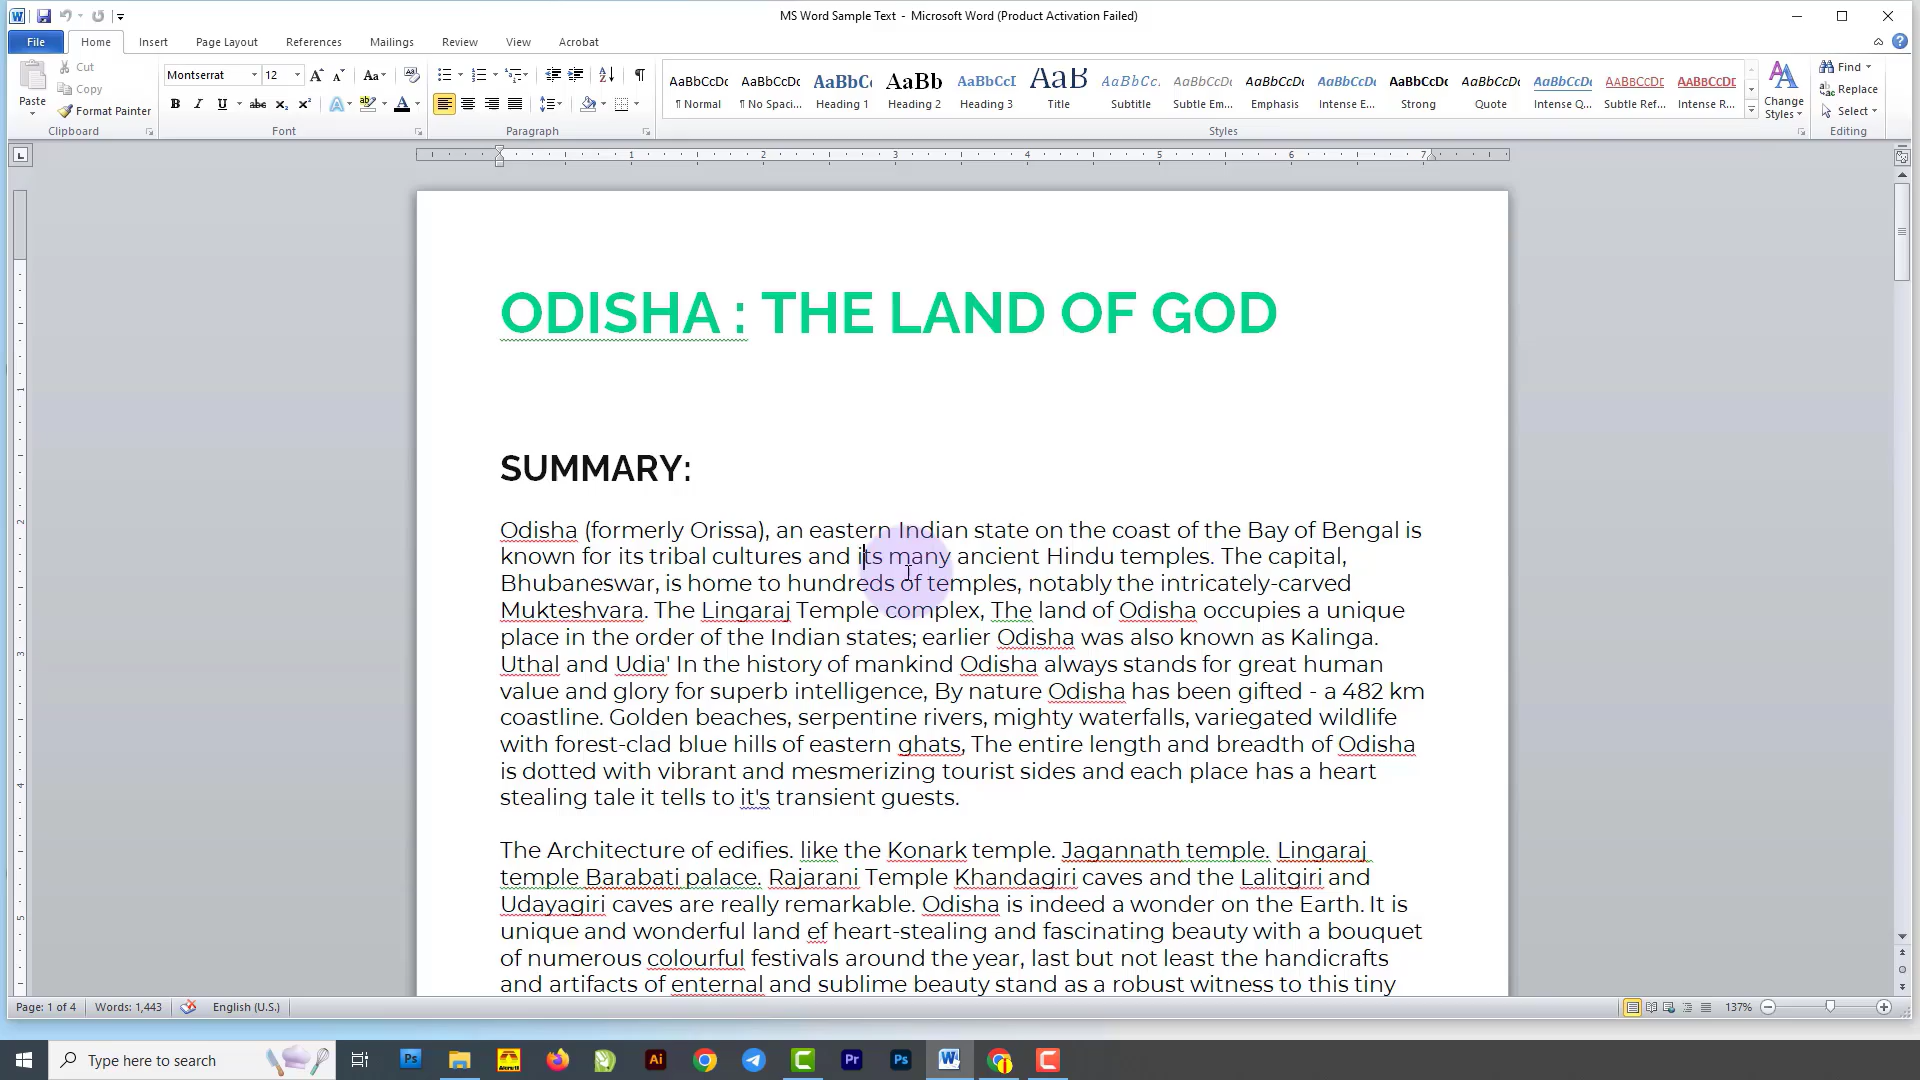 MS Word Sample Text - Microsoft Word (Product Activation Failed)
File Home Insert Page Layout References Mailings Review View Acrobat
Paste
Cut
Copy
Format Painter
Clipboard
Montserrat 12
Font
Paragraph
AaBbCcDc AaBbCcDc AaBbC AaBb AaBbCcI AaB AaBbCc. AaBbCcDc AaBbCcDc AaBbCcDc AaBbCcDc AaBbCcDc AaBbCcDc AABBCCDE AABBCCDE
¶ Normal ¶ No Spaci... Heading 1 Heading 2 Heading 3 Title Subtitle Subtle Em... Emphasis Intense E... Strong Quote Intense Q... Subtle Ref... Intense R...
Styles
Change Styles
Find
Replace
Select
Editing
1 2 3 4 5 6 7
ODISHA : THE LAND OF GOD
SUMMARY:
Odisha (formerly Orissa), an eastern Indian state on the coast of the Bay of Bengal is
known for its tribal cultures and its many ancient Hindu temples. The capital,
Bhubaneswar, is home to hundreds of temples, notably the intricately-carved
Mukteshvara. The Lingaraj Temple complex, The land of Odisha occupies a unique
place in the order of the Indian states; earlier Odisha was also known as Kalinga.
Uthal and Udia' In the history of mankind Odisha always stands for great human
value and glory for superb intelligence, By nature Odisha has been gifted - a 482 km
coastline. Golden beaches, serpentine rivers, mighty waterfalls, variegated wildlife
with forest-clad blue hills of eastern ghats, The entire length and breadth of Odisha
is dotted with vibrant and mesmerizing tourist sides and each place has a heart
stealing tale it tells to it's transient guests.
The Architecture of edifies. like the Konark temple. Jagannath temple. Lingaraj
temple Barabati palace. Rajarani Temple Khandagiri caves and the Lalitgiri and
Udayagiri caves are really remarkable. Odisha is indeed a wonder on the Earth. It is
unique and wonderful land ef heart-stealing and fascinating beauty with a bouquet
of numerous colourful festivals around the year, last but not least the handicrafts
and artifacts of enternal and sublime beauty stand as a robust witness to this tiny
Page: 1 of 4 Words: 1,443 English (U.S.) 137%
Type here to search